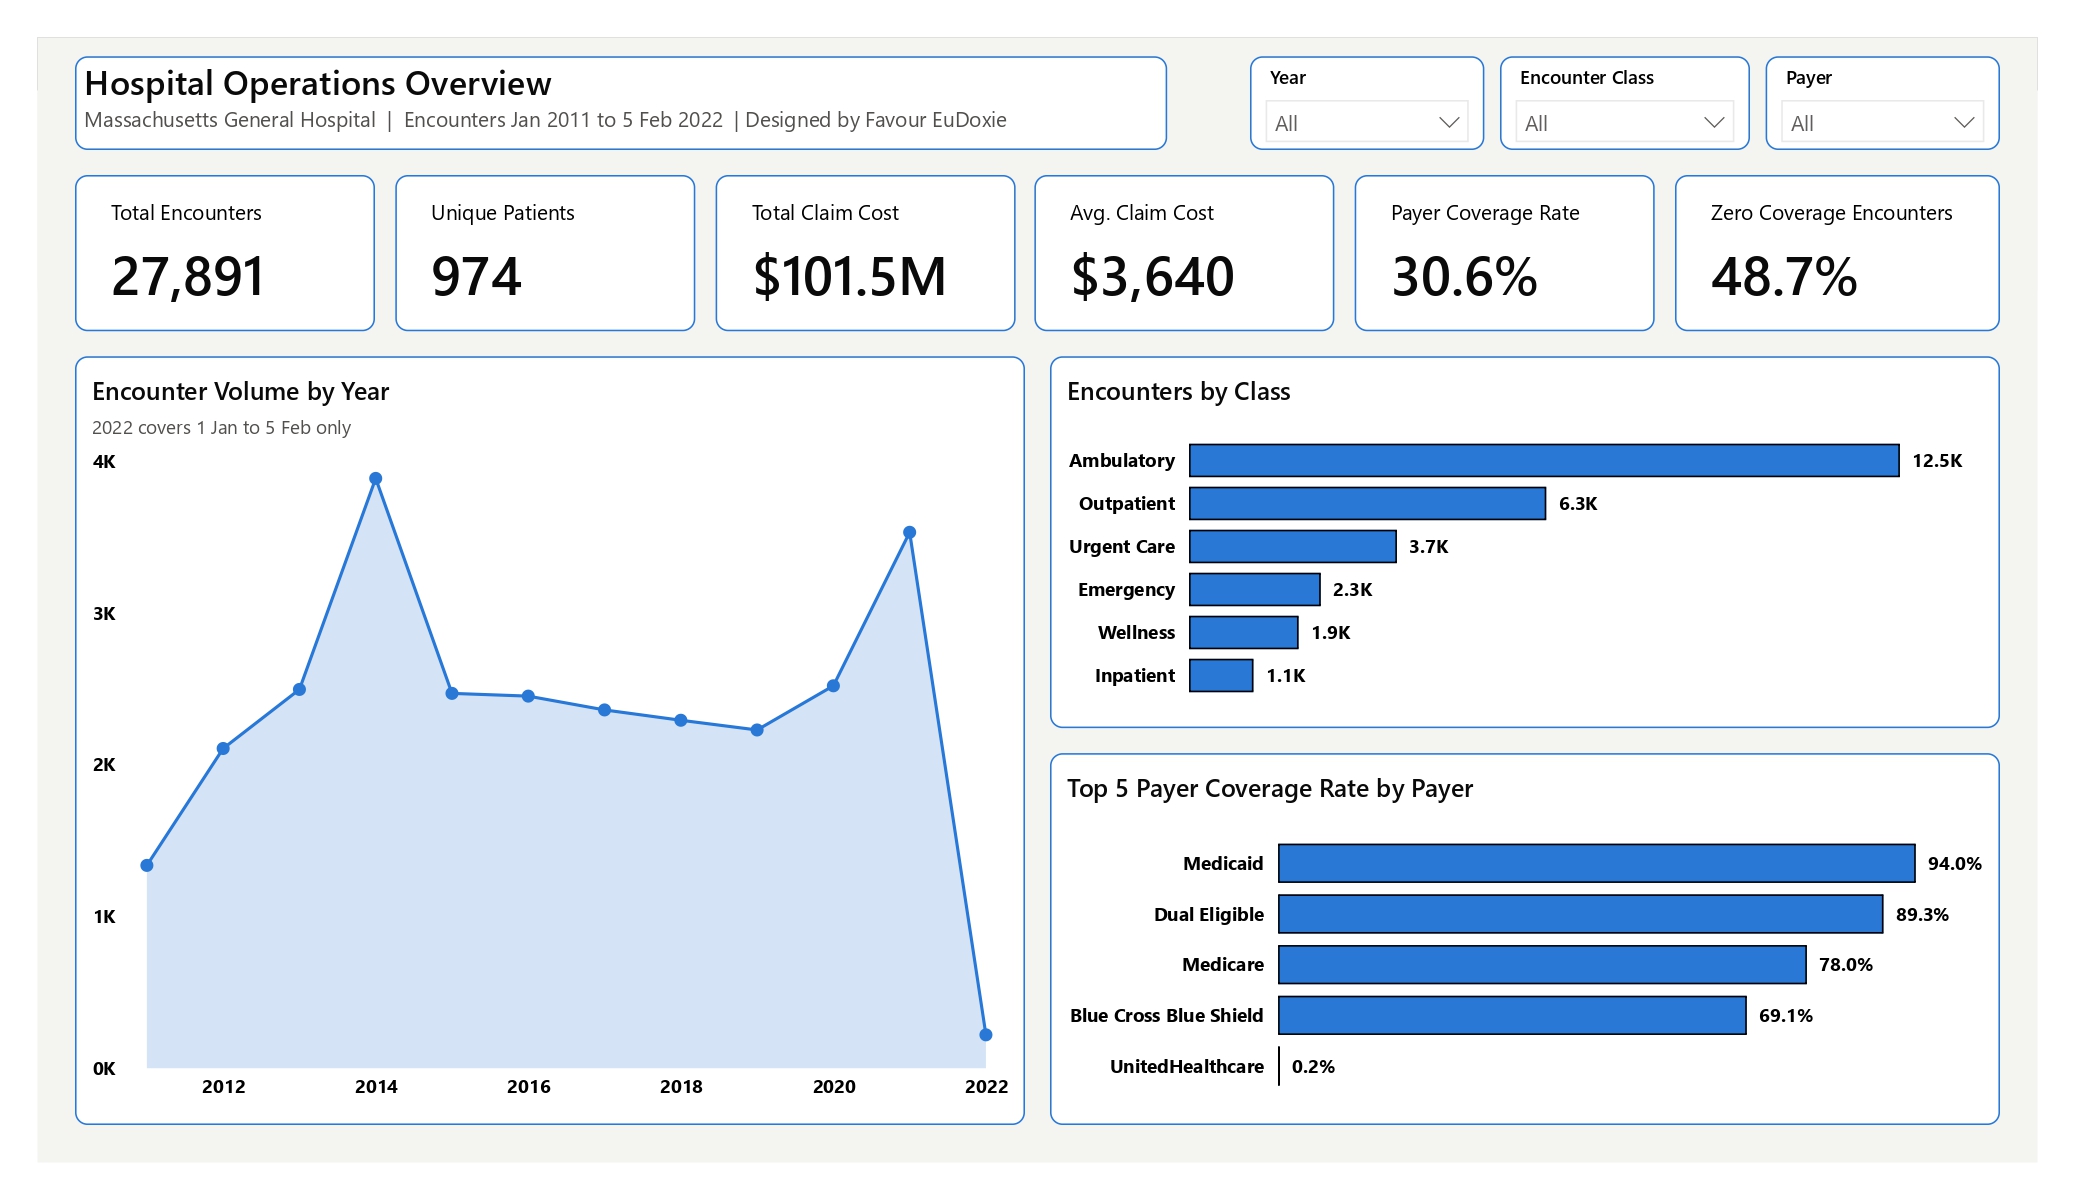 Hospital Operations Overview
Massachusetts General Hospital | Encounters Jan 2011 to 5 Feb 2022 | Designed by Favour EuDoxie
Year
All
Encounter Class
All
Payer
All
Total Encounters
27,891
Unique Patients
974
Total Claim Cost
$101.5M
Avg. Claim Cost
$3,640
Payer Coverage Rate
30.6%
Zero Coverage Encounters
48.7%
Encounter Volume by Year
2022 covers 1 Jan to 5 Feb only
4K
3K
2K
1K
0K
2012 2014 2016 2018 2020 2022
Encounters by Class
Ambulatory 12.5K
Outpatient 6.3K
Urgent Care 3.7K
Emergency 2.3K
Wellness 1.9K
Inpatient 1.1K
Top 5 Payer Coverage Rate by Payer
Medicaid 94.0%
Dual Eligible 89.3%
Medicare 78.0%
Blue Cross Blue Shield 69.1%
UnitedHealthcare 0.2%